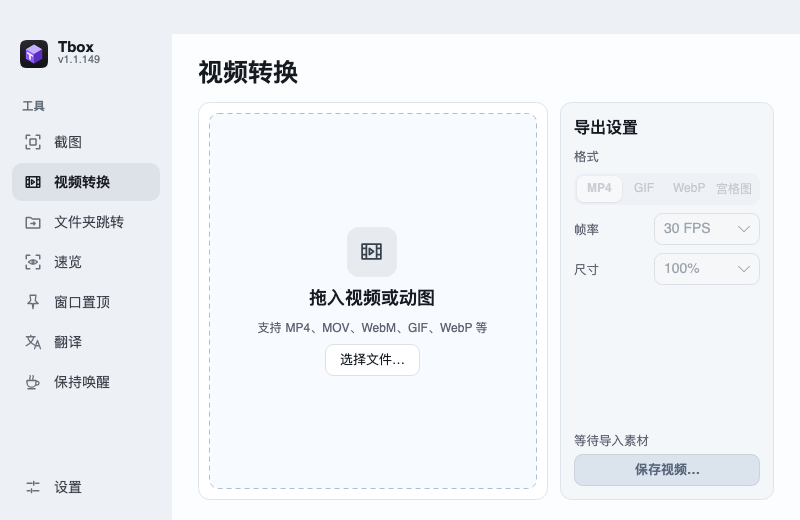 Tbox
v1.1.149
工具
截图
视频转换
文件夹跳转
速览
窗口置顶
翻译
保持唤醒
设置
视频转换
拖入视频或动图
支持 MP4、MOV、WebM、GIF、WebP 等
选择文件...
导出设置
格式
MP4 GIF WebP 宫格图
帧率 30 FPS
尺寸 100%
等待导入素材
保存视频...